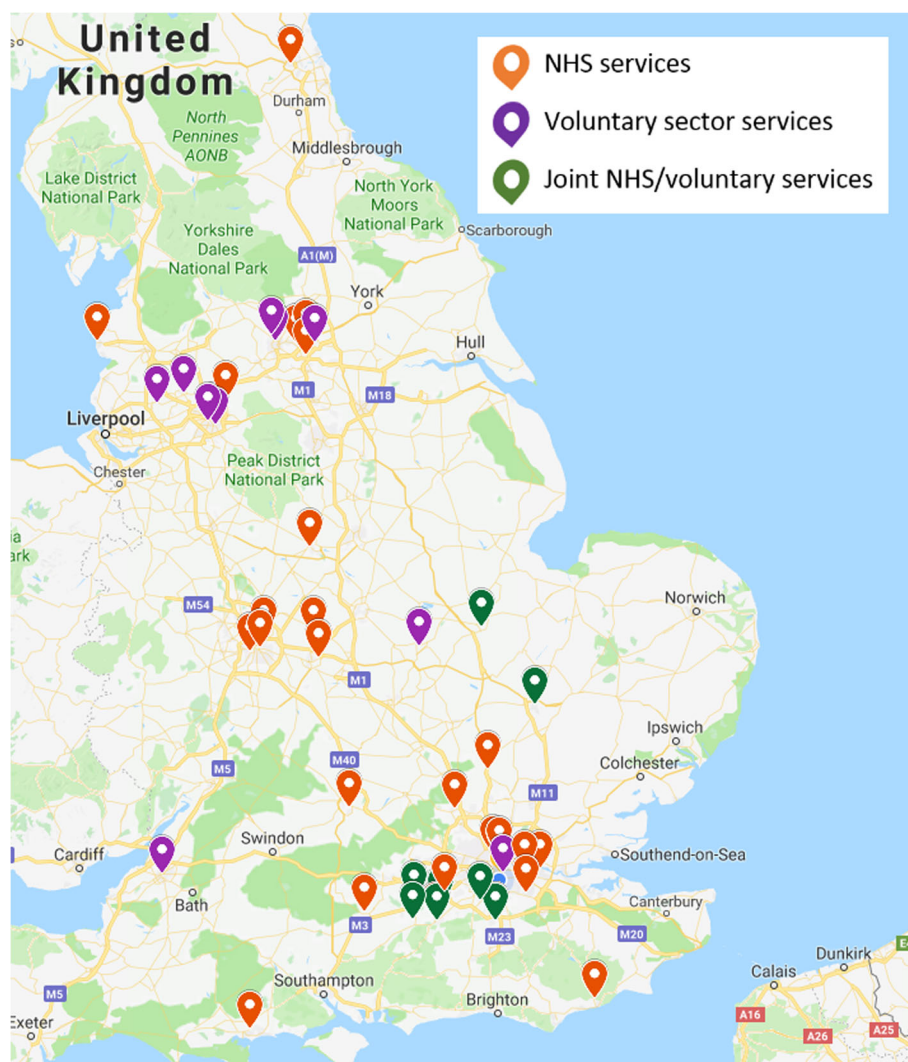 United
Kingdom
NHS services
Voluntary sector services
Joint NHS/voluntary services
Durham
North
Pennines
AONB
Middlesbrough
Lake District
National Park
North York
Moors
National Park
Scarborough
Yorkshire
Dales
National Park
A1(M)
York
Hull
M1
M18
Liverpool
Peak District
National Park
Chester
M54
Norwich
M1
Ipswich
M5
M40
Colchester
M11
Swindon
Cardiff
Southend-on-Sea
Bath
Canterbury
M3
M23
M20
Southampton
Dunkirk
Calais
M5
Brighton
Exeter
A16
A26
A25